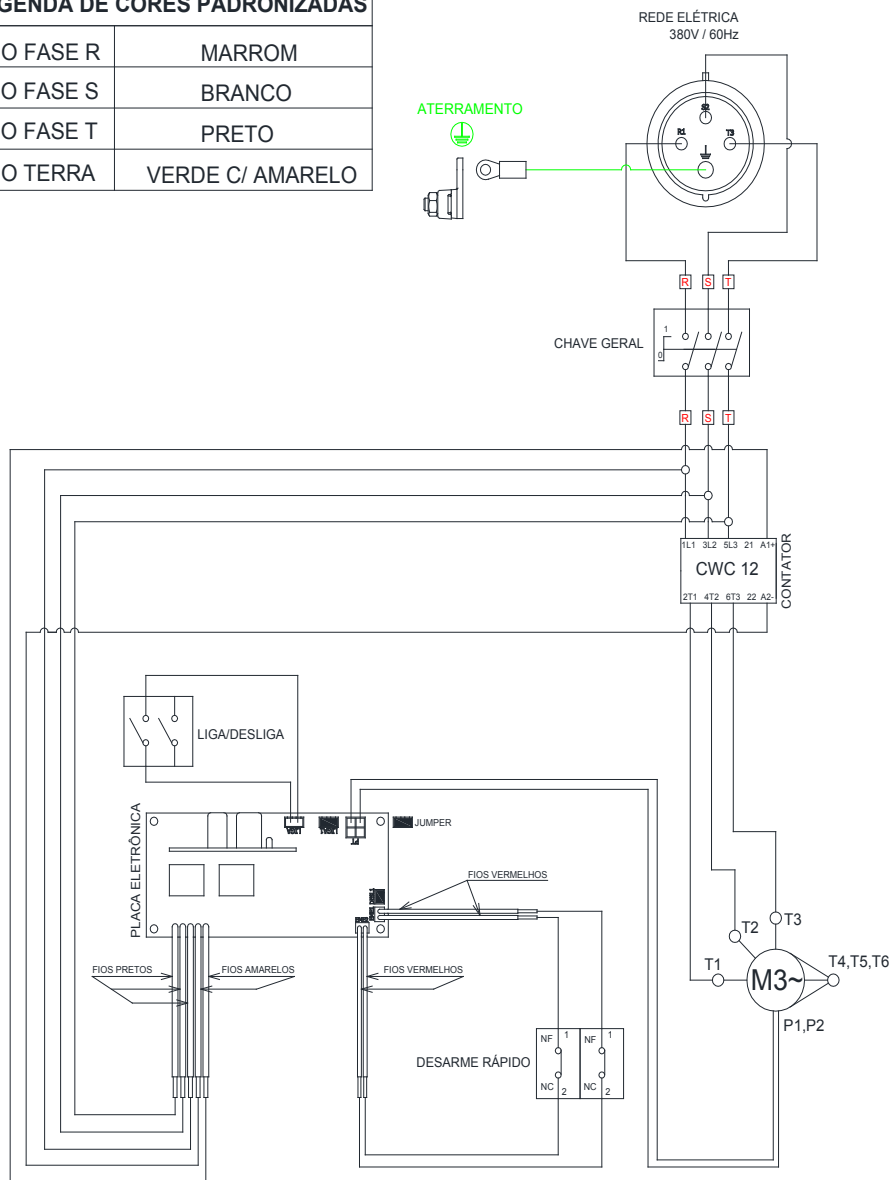 GENDA DE CORES PADRONIZADAS
O FASE R MARROM
O FASE S BRANCO
O FASE T PRETO
O TERRA VERDE C/ AMARELO
REDE ELÉTRICA
380V / 60Hz
ATERRAMENTO
S2
R1 T3
R S T
CHAVE GERAL
1
0
R S T
1L1 3L2 5L3 21 A1+
CWC 12
2T1 4T2 6T3 22 A2-
CONTATOR
LIGA/DESLIGA
PLACA ELETRÔNICA
JUMPER
FIOS VERMELHOS
FIOS PRETOS
FIOS AMARELOS
FIOS VERMELHOS
T2
T3
T1
M3~
T4,T5,T6
P1,P2
DESARME RÁPIDO
NF 1 NF 1
NC 2 NC 2